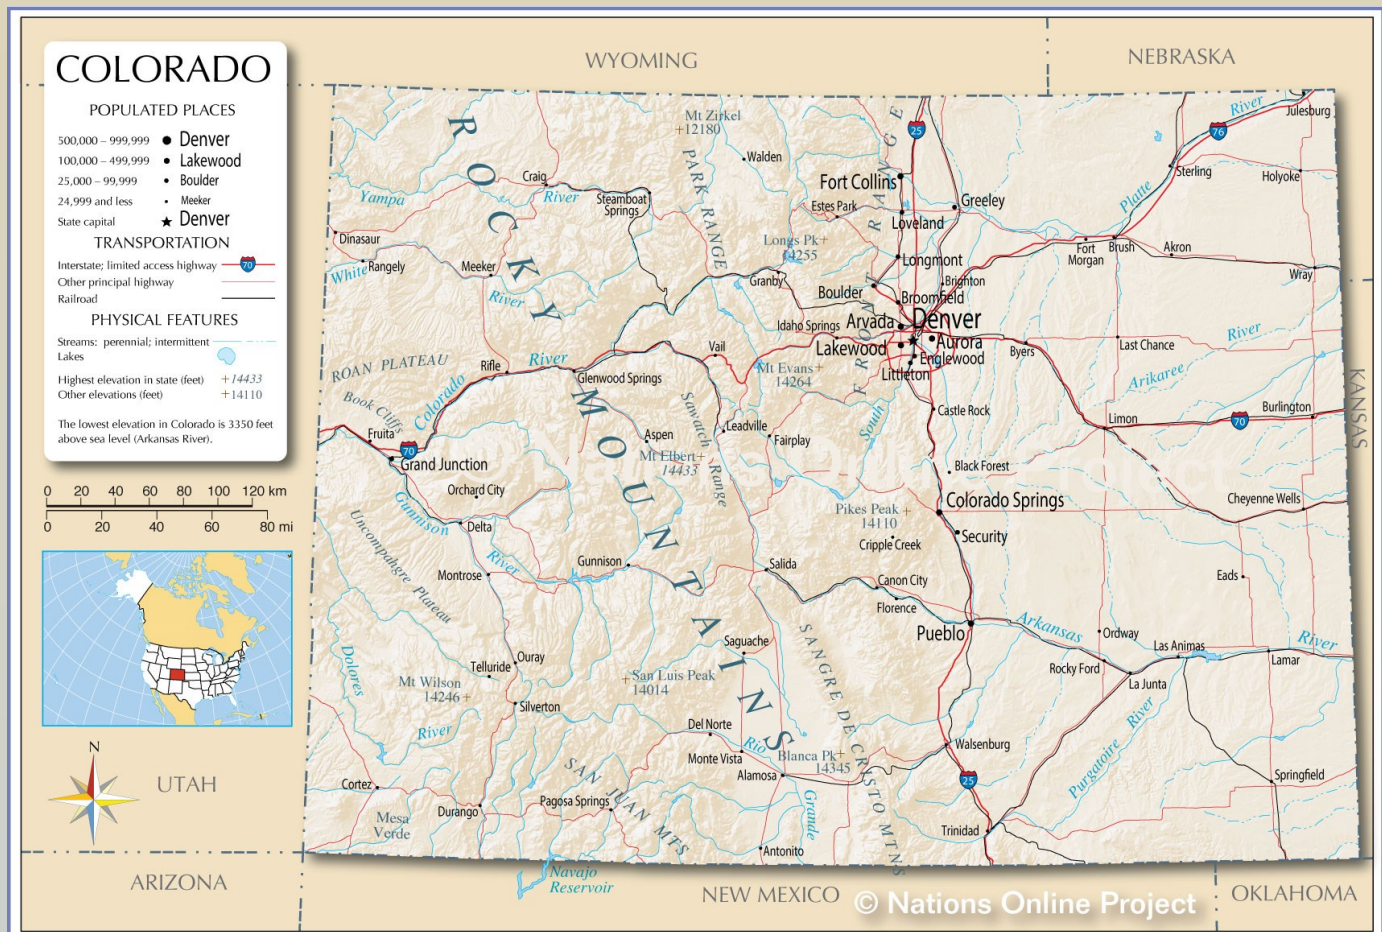 WYOMING
NEBRASKA
COLORADO
POPULATED PLACES
500,000 – 999,999 Denver
100,000 – 499,999 Lakewood
25,000 – 99,999 Boulder
24,999 and less Meeker
State capital Denver
TRANSPORTATION
Interstate; limited access highway 70
Other principal highway
Railroad
PHYSICAL FEATURES
Streams: perennial; intermittent
Lakes
Highest elevation in state (feet) +14433
Other elevations (feet) +14110
The lowest elevation in Colorado is 3350 feet
above sea level (Arkansas River).
0 20 40 60 80 100 120 km
0 20 40 60 80 mi
N
UTAH
ARIZONA
NEW MEXICO
OKLAHOMA
KANSAS
ROCKY MOUNTAINS
Mt Zirkel
+12180
PARK RANGE
FRONT RANGE
25
76
River
Julesburg
Walden
Craig
Yampa
River
Steamboat
Springs
Fort Collins
Estes Park
Loveland
Greeley
Platte
Sterling
Holyoke
Dinosaur
White
Rangely
Meeker
River
Longs Pk+
14255
Granby
Longmont
Boulder
Broomfield
Brighton
Fort
Morgan
Brush
Akron
Wray
Idaho Springs
Arvada
Denver
Lakewood
Aurora
Englewood
Littleton
Byers
Last Chance
River
Arikaree
ROAN PLATEAU
Rifle
River
Colorado
Glenwood Springs
Vail
Mt Evans+
14264
Book Cliffs
Fruita
70
Grand Junction
Sawatch Range
Leadville
Aspen
Mt Elbert+
14433
Fairplay
South
Castle Rock
Limon
70
Burlington
Black Forest
Colorado Springs
Cheyenne Wells
Orchard City
Gunnison
Delta
River
Pikes Peak+
14110
Cripple Creek
Security
Uncompahgre Plateau
Montrose
Gunnison
Salida
Canon City
Florence
Pueblo
Eads
Arkansas
River
Ordway
Las Animas
Rocky Ford
La Junta
Lamar
Saguache
SANGRE DE CRISTO MTNS
Dolores
River
Ouray
Telluride
Mt Wilson
14246+
San Luis Peak
+14014
Silverton
Del Norte
Rio
Monte Vista
Alamosa
Blanca Pk+
14345
Grande
Walsenburg
25
Purgatoire
River
Springfield
Trinidad
Cortez
Mesa
Verde
Durango
Pagosa Springs
SAN JUAN MTS
Antonito
Navajo
Reservoir
© Nations Online Project